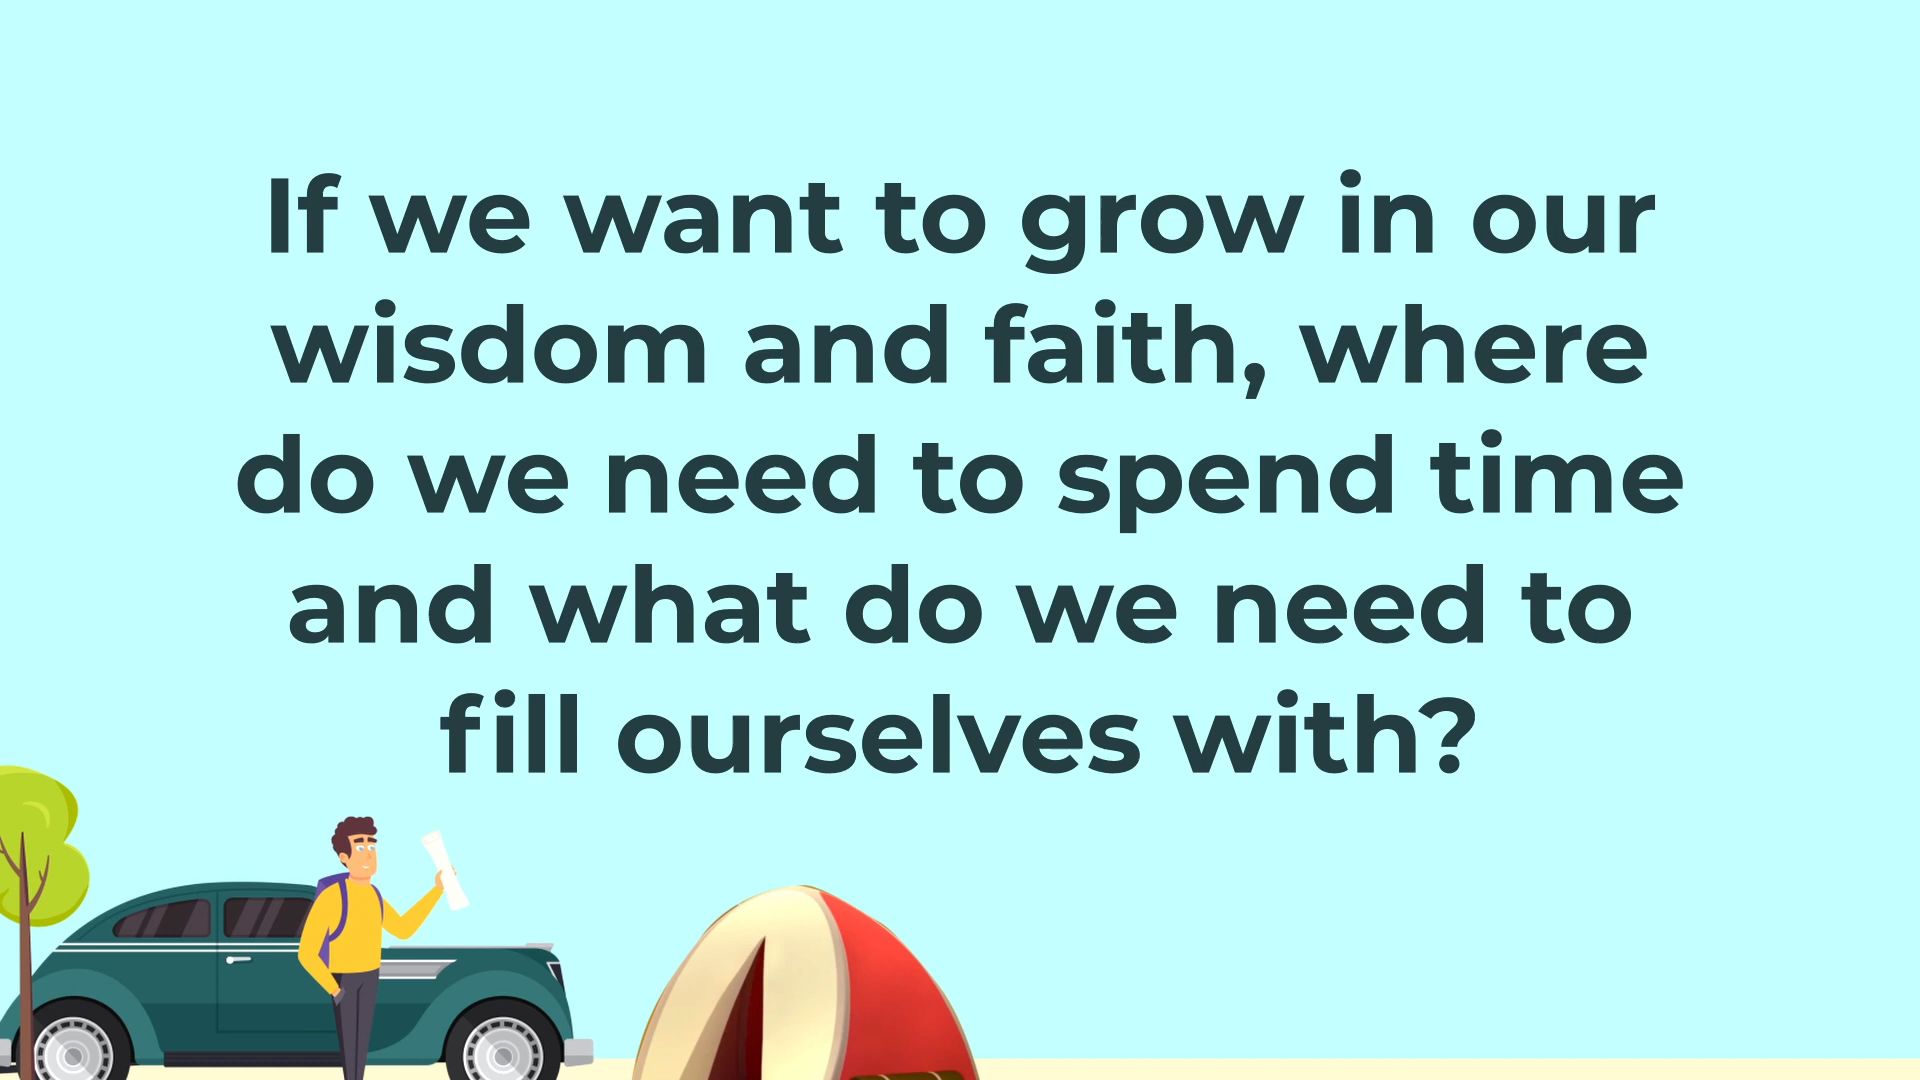 If we want to grow in our
wisdom and faith, where
do we need to spend time
and what do we need to
fill ourselves with?